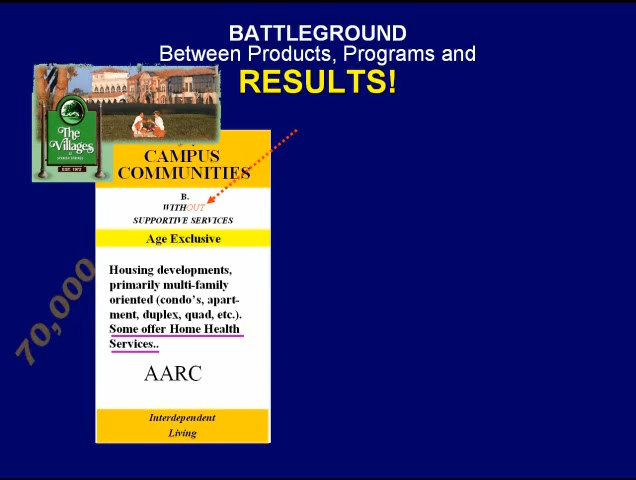 BATTLEGROUND
Between Products, Programs and
RESULTS!
The
Villages
EST. 1972
CAMPUS
COMMUNITIES
B.
WITHOUT
SUPPORTIVE SERVICES
Age Exclusive
Housing developments,
primarily multi-family
oriented (condo's, apart-
ment, duplex, quad, etc.).
Some offer Home Health
Services..
70,000
AARC
Interdependent
Living